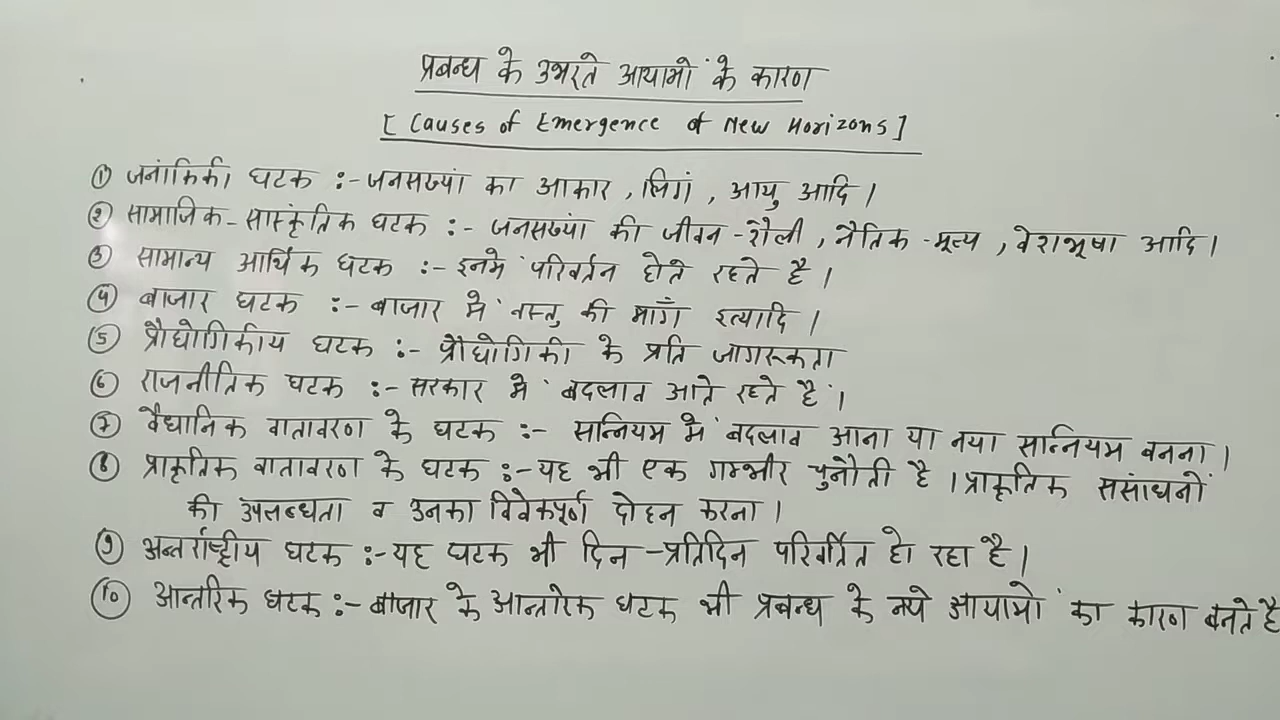 प्रबन्ध के उभरते आयामों के कारण
[ Causes of Emergence of New Horizons ]
① जनांकिकी घटक :- जनसख्यां का आकार , लिगं , आयु आदि ।
② सामाजिक - सास्कृंतिक घटक :- जनसख्यां की जीवन - शैली , नैतिक - मूल्य , वेशभूषा आदि ।
③ सामान्य आर्थिक घटक :- इनमें परिवर्तन होते रहते है ।
④ बाजार घटक :- बाजार में वस्तु की माँग इत्यादि ।
⑤ प्रौद्योगिकीय घटक :- प्रौद्योगिकी के प्रति जागरूकता
⑥ राजनीतिक घटक :- सरकार में बदलाव आते रहते हैं ।
⑦ वैधानिक वातावरण के घटक :- सन्नियम में बदलाव आना या नया सन्नियम बनना ।
⑧ प्राकृतिक वातावरण के घटक :- यह भी एक गम्भीर चुनौती है । प्राकृतिक ससांधनों
की उपलब्धता व उनका विवेकपूर्ण दोहन करना ।
⑨ अन्तर्राष्ट्रीय घटक :- यह घटक भी दिन - प्रतिदिन परिवर्तित हो रहा है ।
⑩ आन्तरिक घटक :- बाजार के आन्तरिक घटक भी प्रबन्ध के नये आयामों का कारण बनते है